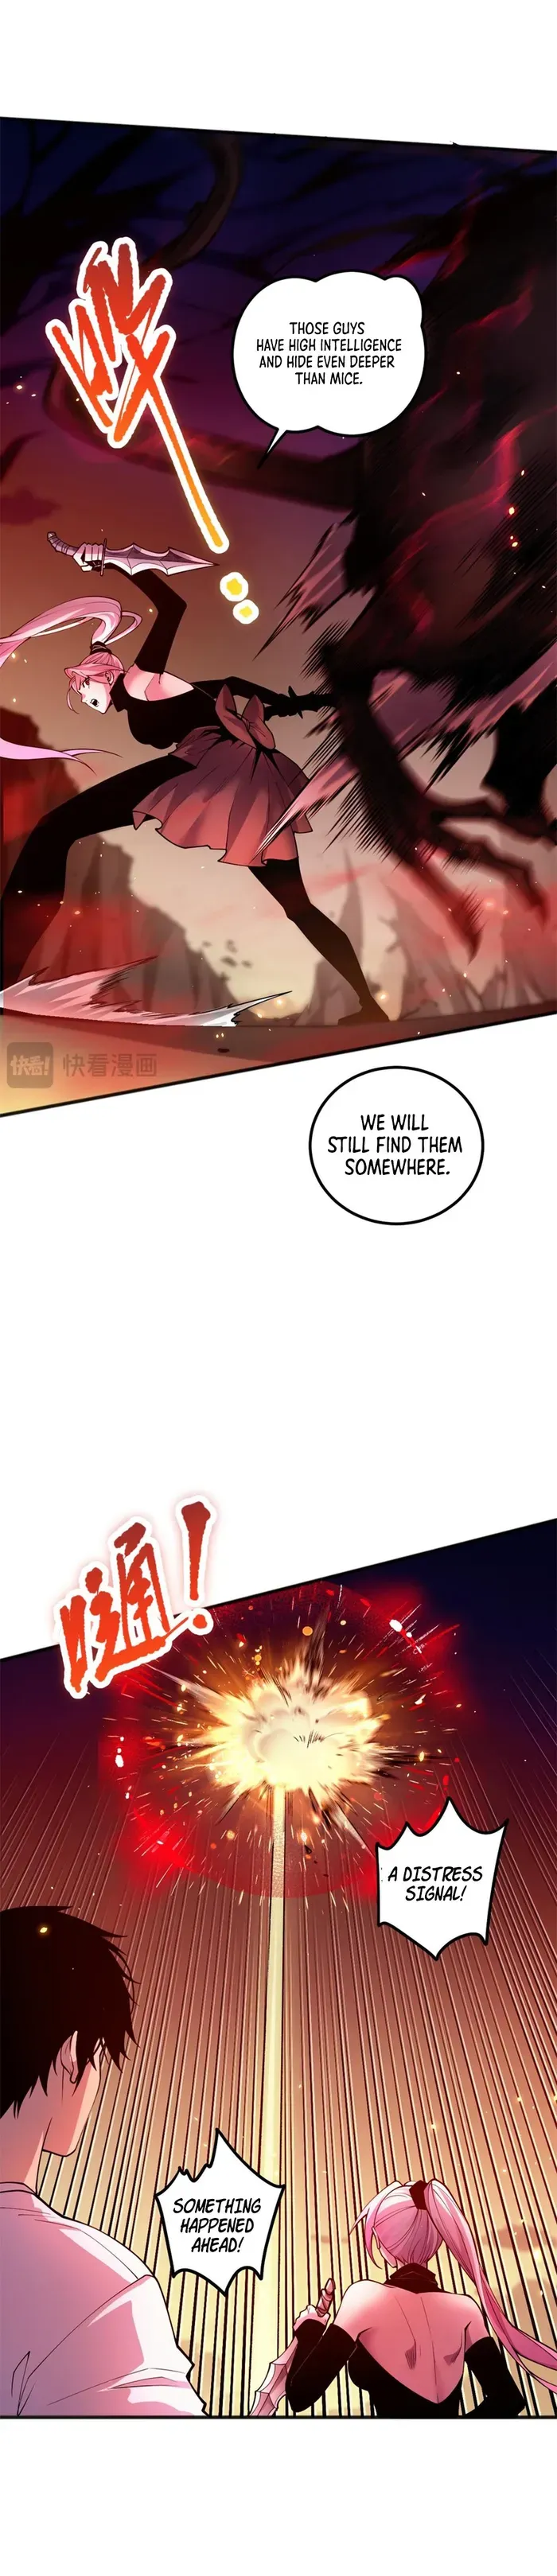 THOSE GUYS
HAVE HIGH INTELLIGENCE
AND HIDE EVEN DEEPER
THAN MICE.
快看! 快看漫画
WE WILL
STILL FIND THEM
SOMEWHERE.
嗵!
A DISTRESS
SIGNAL!
SOMETHING
HAPPENED
AHEAD!